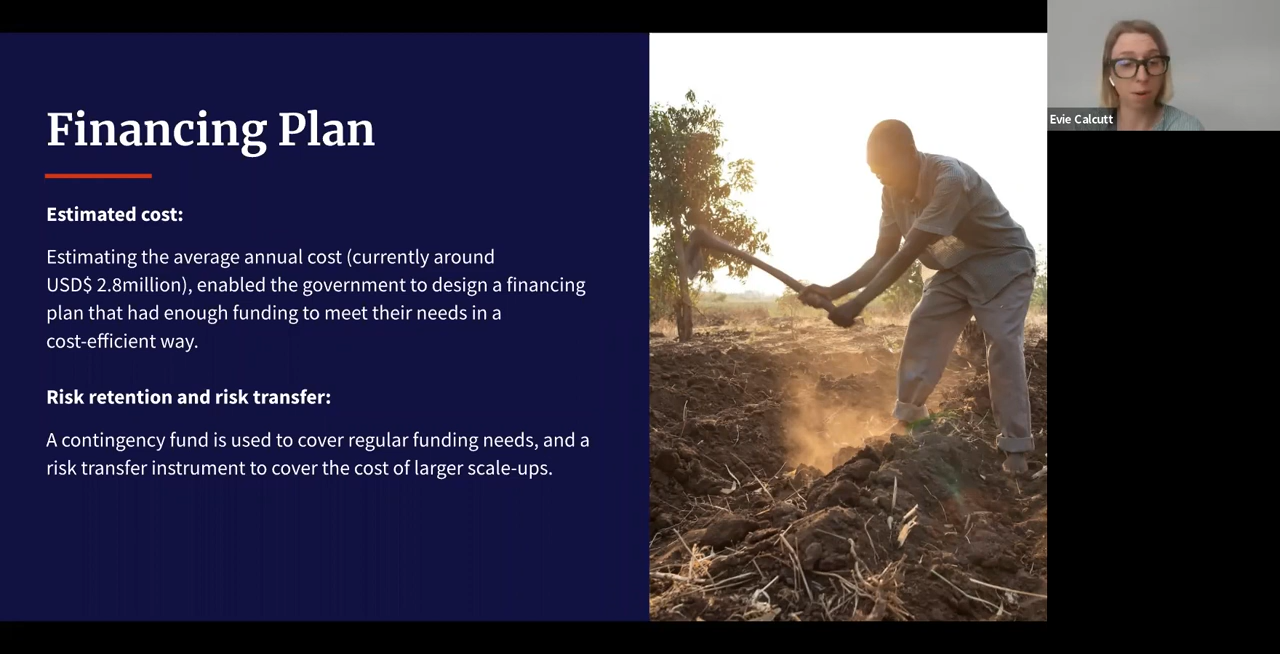 Financing Plan
Estimated cost:
Estimating the average annual cost (currently around
USD$ 2.8million), enabled the government to design a financing
plan that had enough funding to meet their needs in a
cost-efficient way.
Risk retention and risk transfer:
A contingency fund is used to cover regular funding needs, and a
risk transfer instrument to cover the cost of larger scale-ups.
Evie Calcutt